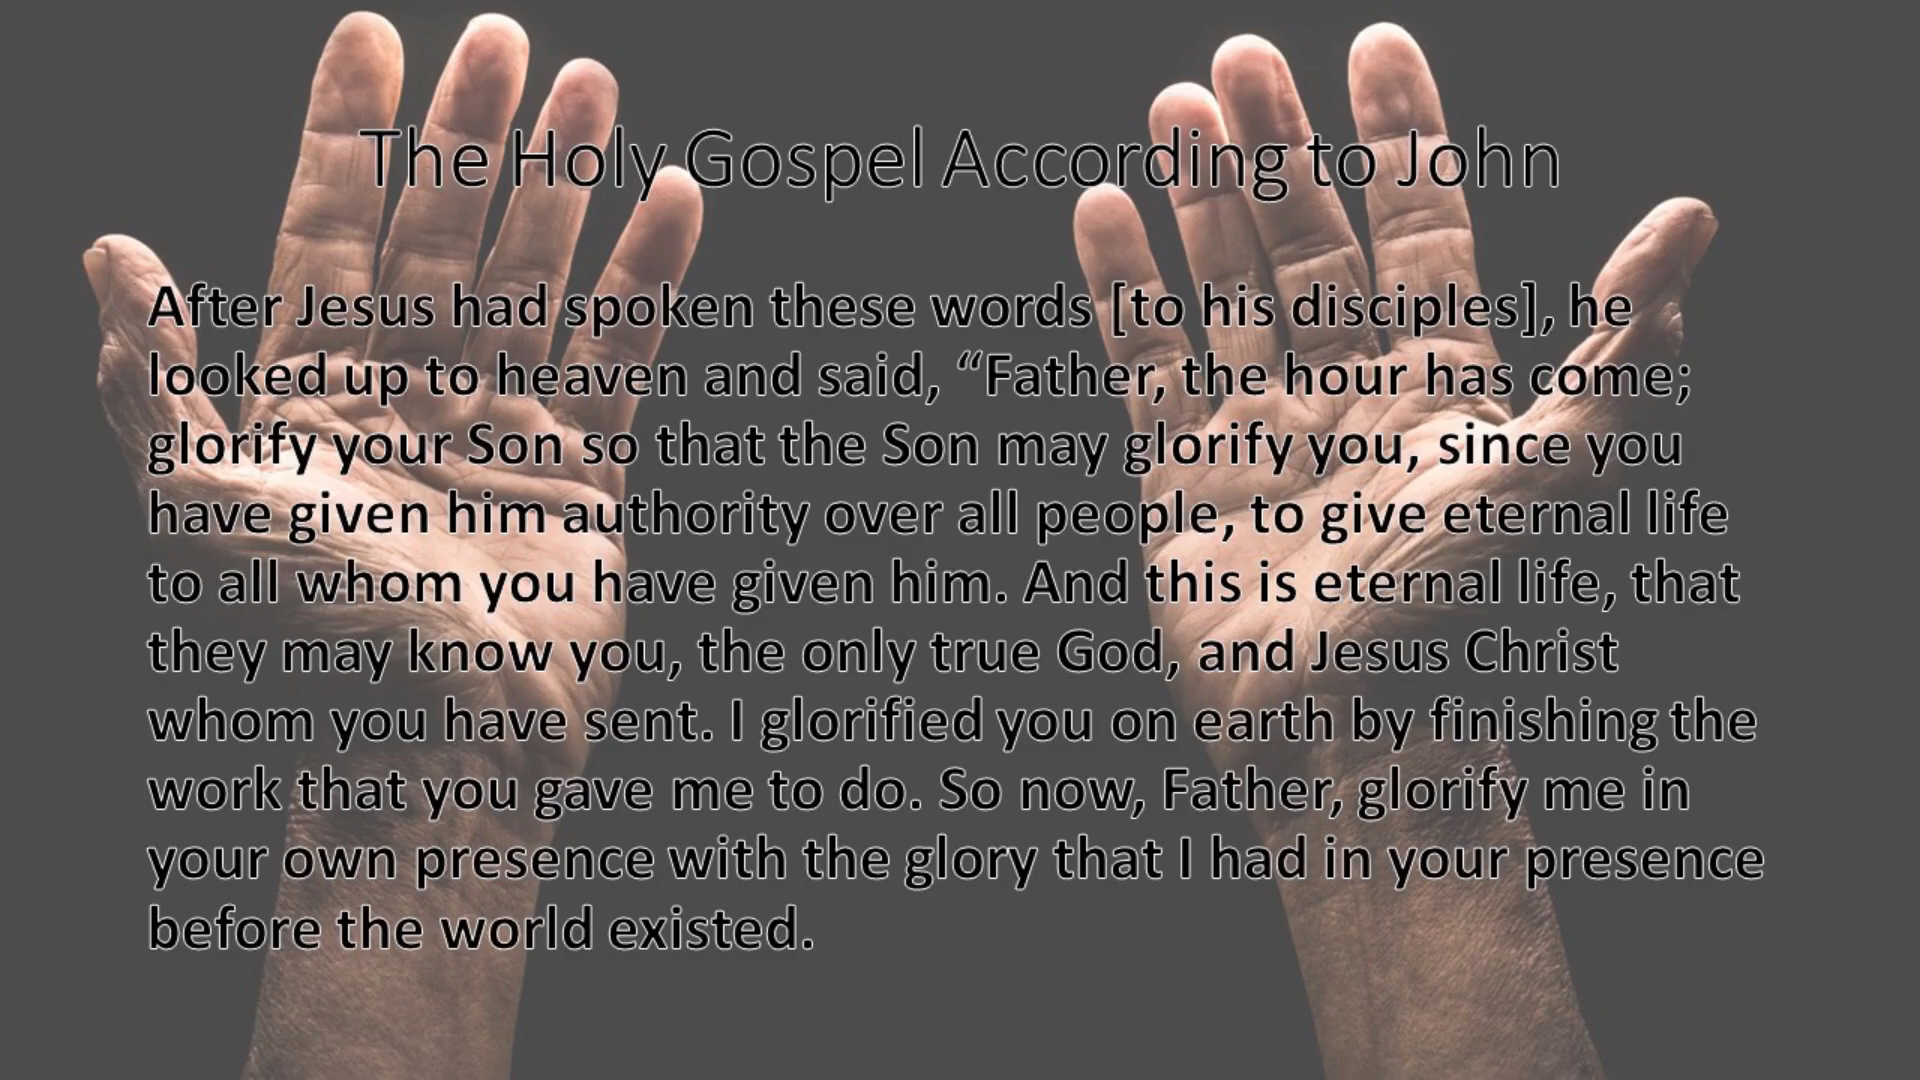 The Holy Gospel According to John
After Jesus had spoken these words [to his disciples], he
looked up to heaven and said, “Father, the hour has come;
glorify your Son so that the Son may glorify you, since you
have given him authority over all people, to give eternal life
to all whom you have given him. And this is eternal life, that
they may know you, the only true God, and Jesus Christ
whom you have sent. I glorified you on earth by finishing the
work that you gave me to do. So now, Father, glorify me in
your own presence with the glory that I had in your presence
before the world existed.